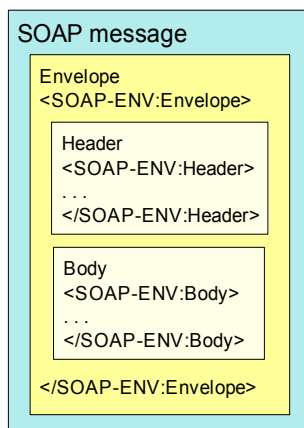 SOAP message
Envelope
<SOAP-ENV:Envelope>
Header
<SOAP-ENV:Header>
. . .
</SOAP-ENV:Header>
Body
<SOAP-ENV:Body>
. . .
</SOAP-ENV:Body>
</SOAP-ENV:Envelope>